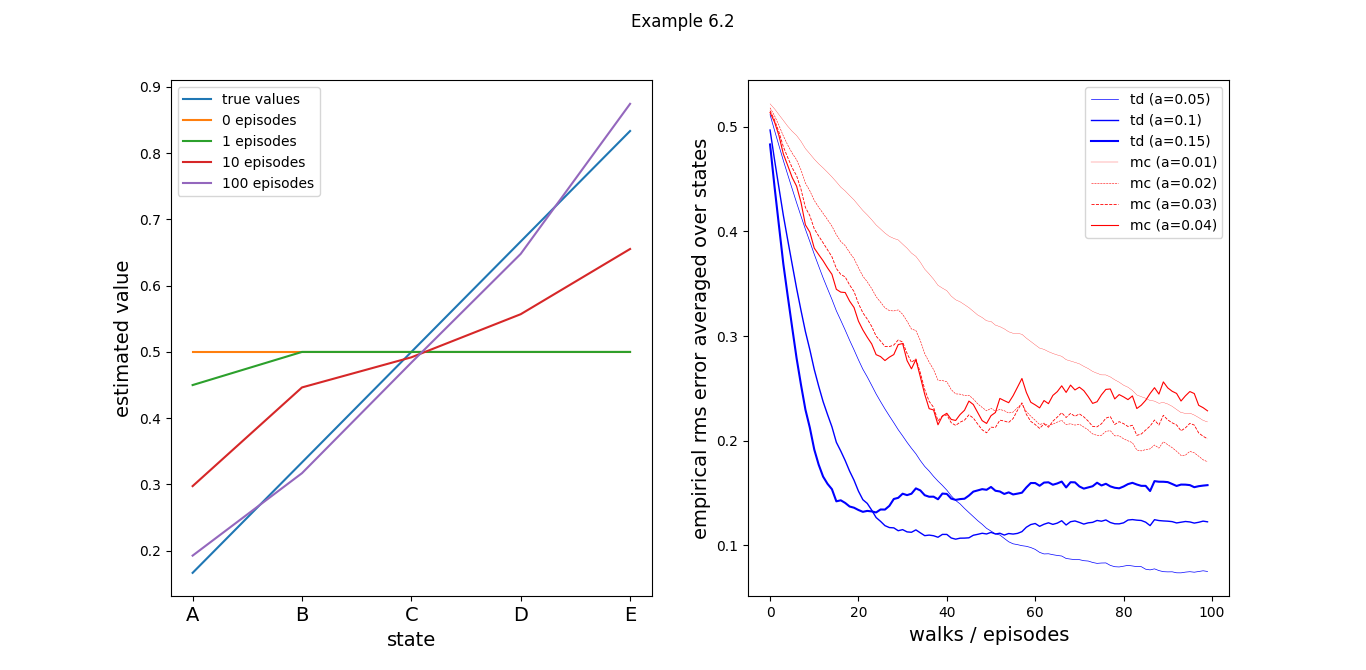 Example 6.2
estimated value
0.9
0.8
0.7
0.6
0.5
0.4
0.3
0.2
true values
0 episodes
1 episodes
10 episodes
100 episodes
A B C D E
state
empirical rms error averaged over states
0.5
0.4
0.3
0.2
0.1
td (a=0.05)
td (a=0.1)
td (a=0.15)
mc (a=0.01)
mc (a=0.02)
mc (a=0.03)
mc (a=0.04)
0 20 40 60 80 100
walks / episodes